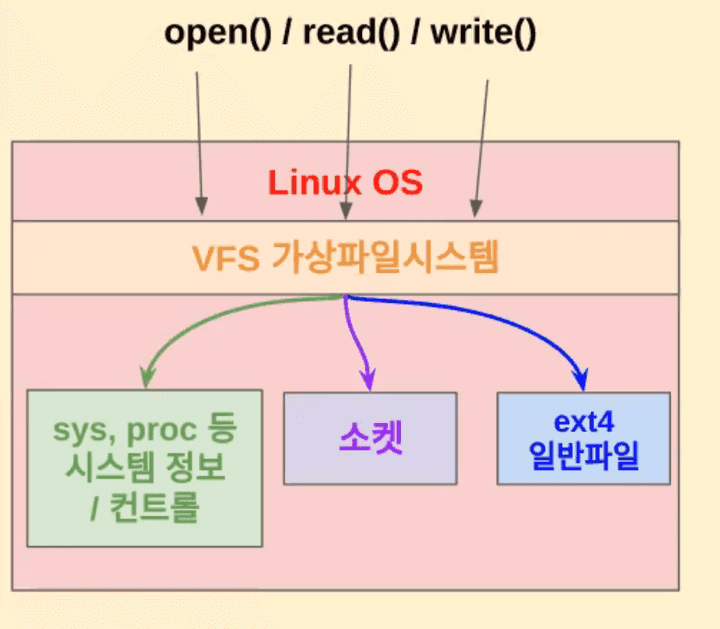 open() / read() / write()
Linux OS
VFS 가상파일시스템
sys, proc 등
시스템 정보
/ 컨트롤
소켓
ext4
일반파일